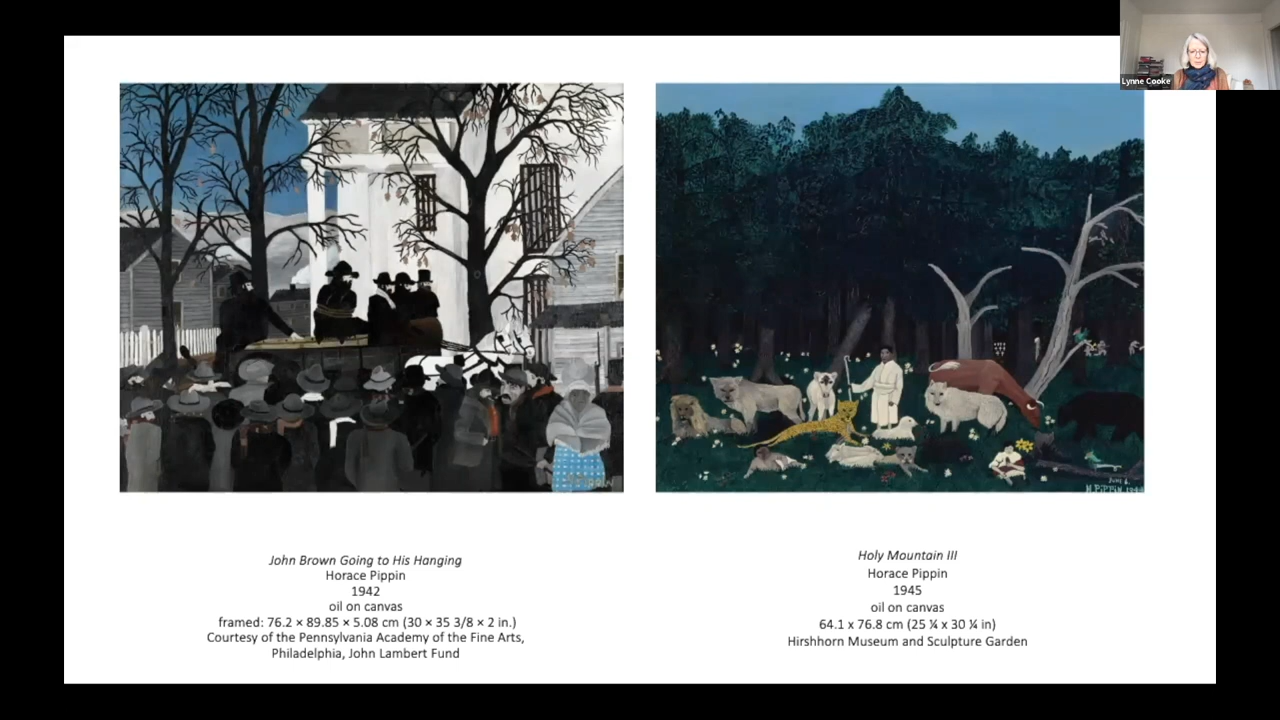 Lynne Cooke
H. PiPPiN.
John Brown Going to His Hanging
Horace Pippin
1942
oil on canvas
framed: 76.2 × 89.85 × 5.08 cm (30 × 35 3/8 × 2 in.)
Courtesy of the Pennsylvania Academy of the Fine Arts,
Philadelphia, John Lambert Fund
Holy Mountain III
Horace Pippin
1945
oil on canvas
64.1 x 76.8 cm (25 ¼ x 30 ¼ in)
Hirshhorn Museum and Sculpture Garden